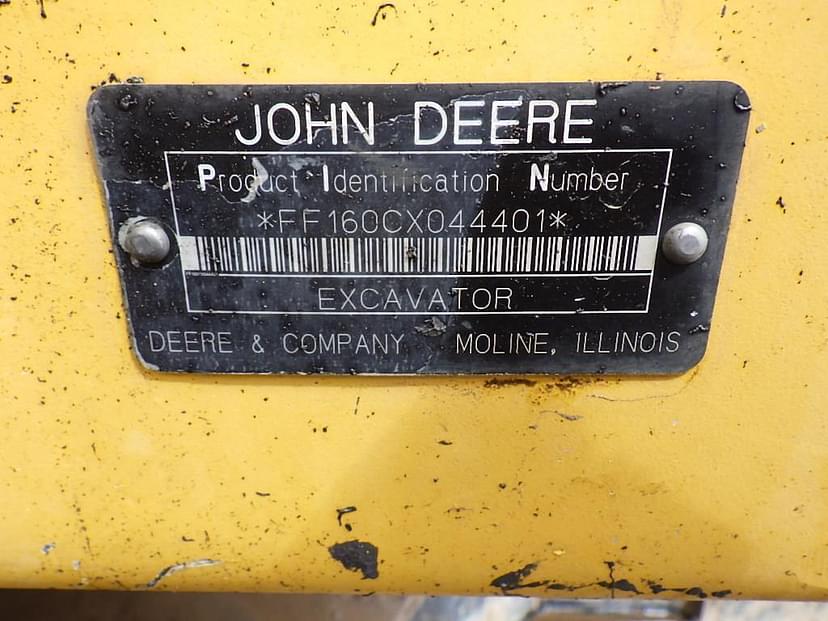 JOHN DEERE
Product Identification Number
*FF160CX044401*
EXCAVATOR
DEERE & COMPANY MOLINE, ILLINOIS